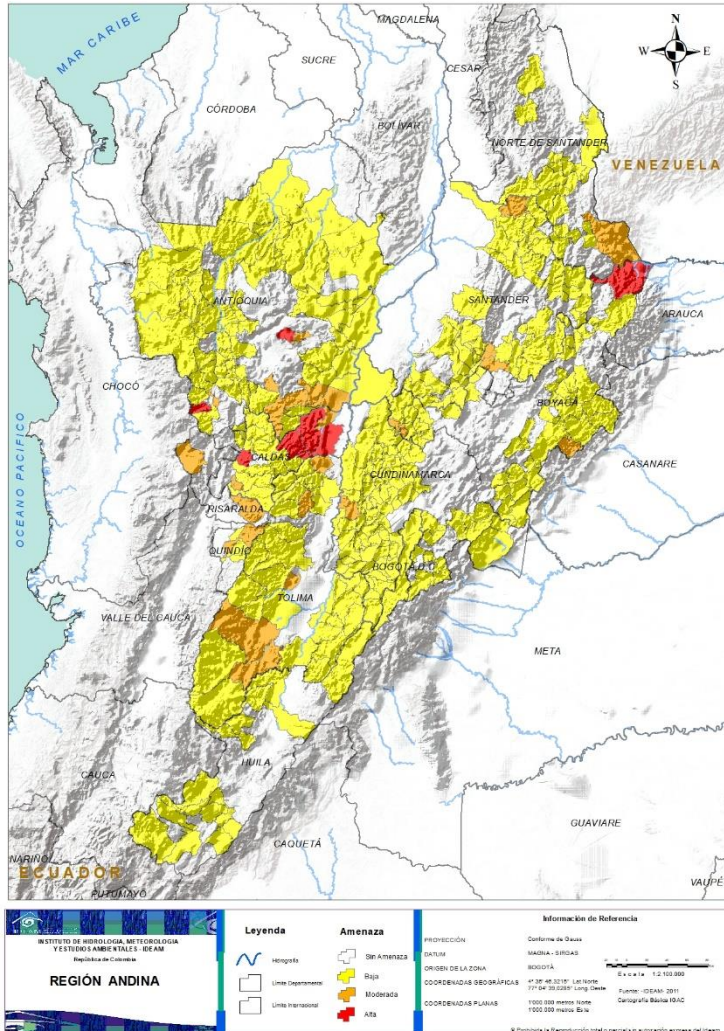 N
W E
S
MAR CARIBE
MAGDALENA
SUCRE
CESAR
CÓRDOBA
BOLÍVAR
NORTE DE SANTANDER
VENEZUELA
ANTIOQUIA
SANTANDER
ARAUCA
CHOCÓ
BOYACÁ
CALDAS
CUNDINAMARCA
CASANARE
OCEANO PACIFICO
RISARALDA
QUINDÍO
BOGOTÁ D.C
TOLIMA
VALLE DEL CAUCA
META
HUILA
CAUCA
GUAVIARE
CAQUETÁ
NARIÑO
ECUADOR
VAUPÉ
PUTUMAYO
INSTITUTO DE HIDROLOGIA, METEOROLOGIA
Y ESTUDIOS AMBIENTALES - IDEAM
República de Colombia
REGIÓN ANDINA
Leyenda
Hidrografía
Limite Departamental
Limite Internacional
Amenaza
Sin Amenaza
Baja
Moderada
Alta
Información de Referencia
PROYECCIÓN Conforme de Gauss
DATUM MAGNA - SIRGAS
ORIGEN DE LA ZONA BOGOTÁ
COORDENADAS GEOGRÁFICAS
COORDENADAS PLANAS 1'000.000 metros Norte
1'000.000 metros Este
Escala 1:2.100.000
Fuente: -IDEAM- 2011
Cartografía Básica IGAC